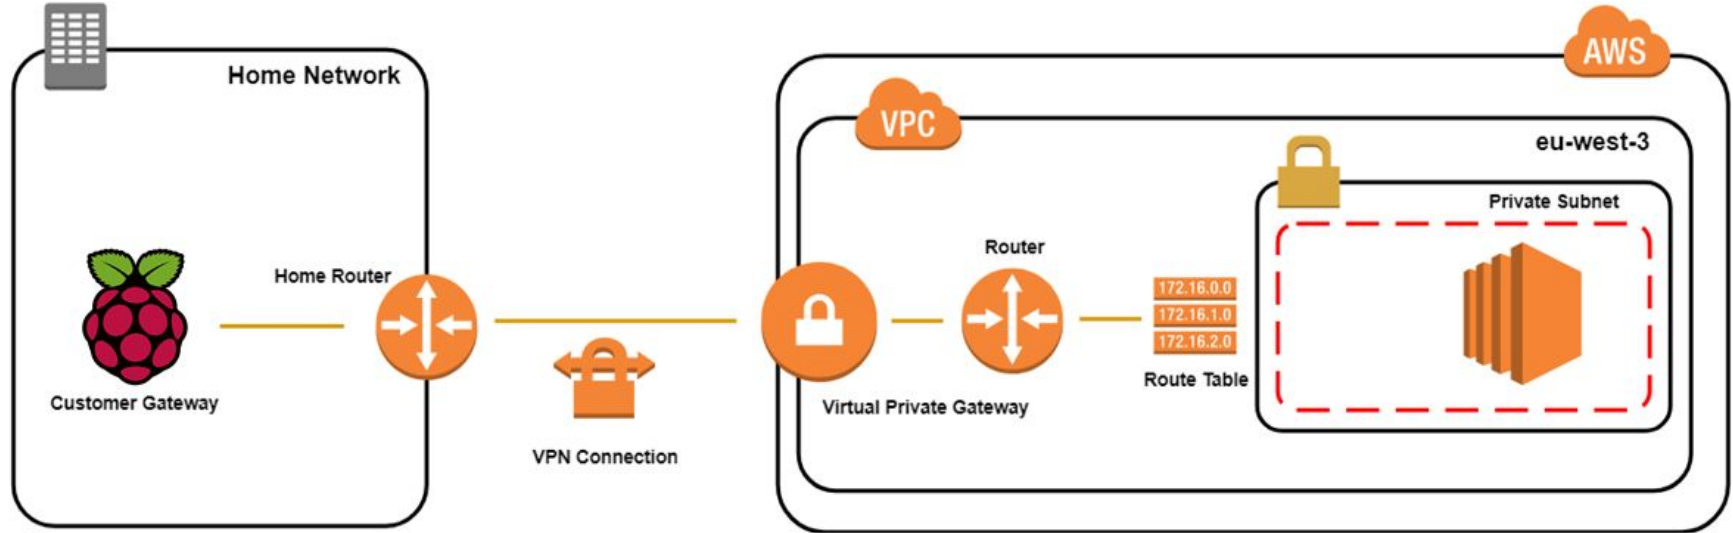 Home Network
Home Router
Customer Gateway
VPN Connection
AWS
VPC
eu-west-3
Private Subnet
Router
172.16.0.0
172.16.1.0
172.16.2.0
Route Table
Virtual Private Gateway